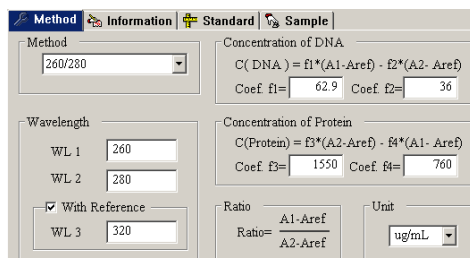 Method Information Standard Sample
Method
260/280
Concentration of DNA
C( DNA ) = f1*(A1-Aref) - f2*(A2- Aref)
Coef. f1= 62.9 Coef. f2= 36
Wavelength
WL 1 260
WL 2 280
With Reference
WL 3 320
Concentration of Protein
C(Protein) = f3*(A2-Aref) - f4*(A1- Aref)
Coef. f3= 1550 Coef. f4= 760
Ratio
Ratio= A1-Aref
A2-Aref
Unit
ug/mL